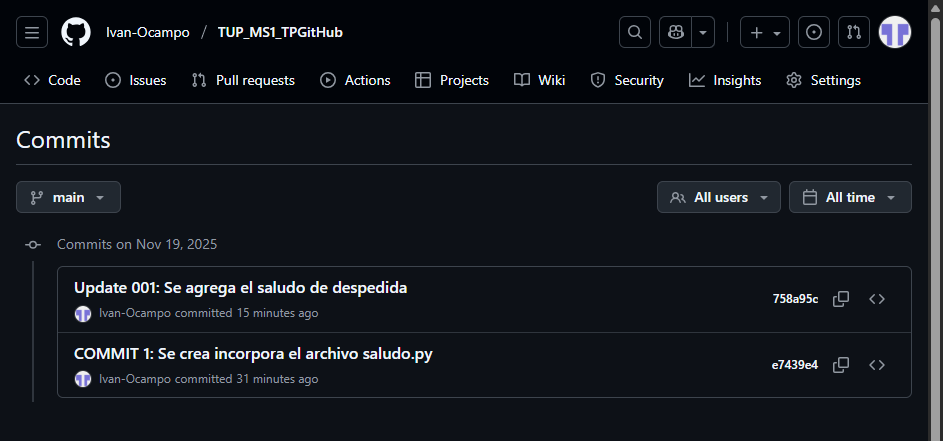 Ivan-Ocampo / TUP_MS1_TPGitHub
Code Issues Pull requests Actions Projects Wiki Security Insights Settings
Commits
main All users All time
Commits on Nov 19, 2025
Update 001: Se agrega el saludo de despedida
758a95c
Ivan-Ocampo committed 15 minutes ago
COMMIT 1: Se crea incorpora el archivo saludo.py
e7439e4
Ivan-Ocampo committed 31 minutes ago